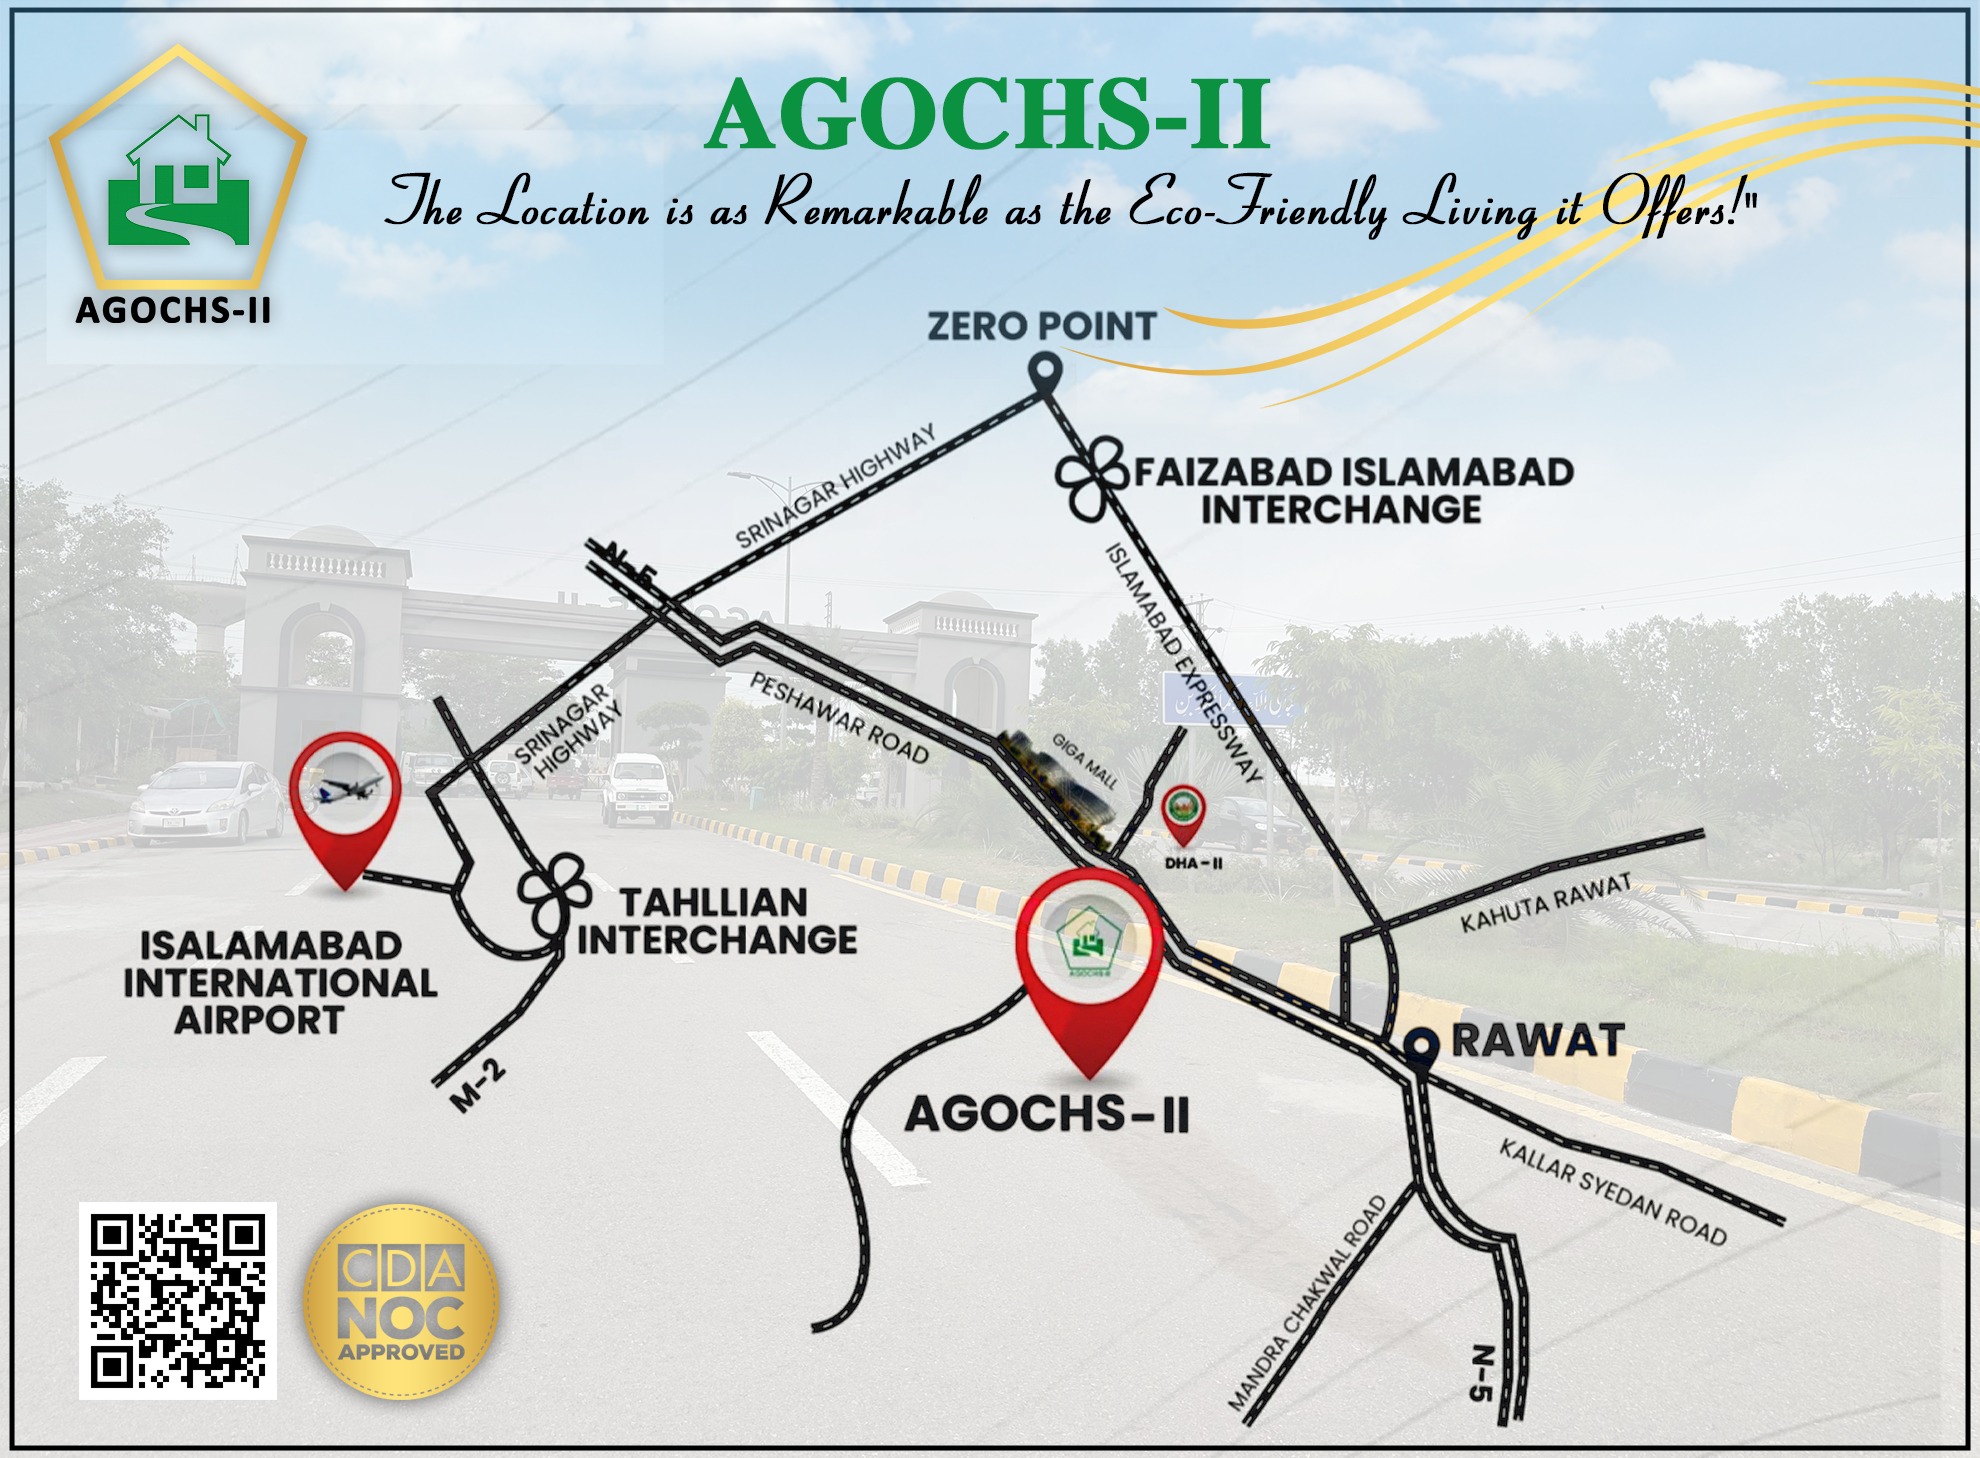 AGOCHS-II
The Location is as Remarkable as the Eco-Friendly Living it Offers!"
AGOCHS-II
ZERO POINT
SRINAGAR HIGHWAY
FAIZABAD ISLAMABAD
INTERCHANGE
N-5
ISLAMABAD EXPRESSWAY
SRINAGAR
HIGHWAY
PESHAWAR ROAD
GIGA MALL
DHA-II
KAHUTA RAWAT
TAHLLIAN
INTERCHANGE
ISALAMABAD
INTERNATIONAL
AIRPORT
AGOCHS-II
RAWAT
M-2
AGOCHS-II
KALLAR SYEDAN ROAD
MANDRA CHAKWAL ROAD
N-5
CDA
NOC
APPROVED